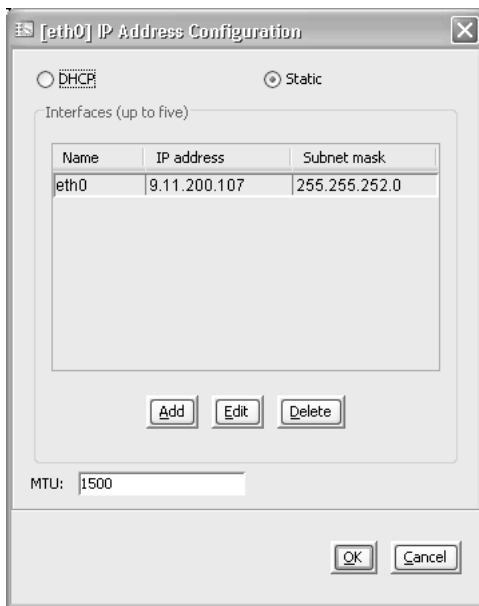 [eth0] IP Address Configuration
DHCP Static
Interfaces (up to five)
Name IP address Subnet mask
eth0 9.11.200.107 255.255.252.0
Add Edit Delete
MTU: 1500
OK Cancel